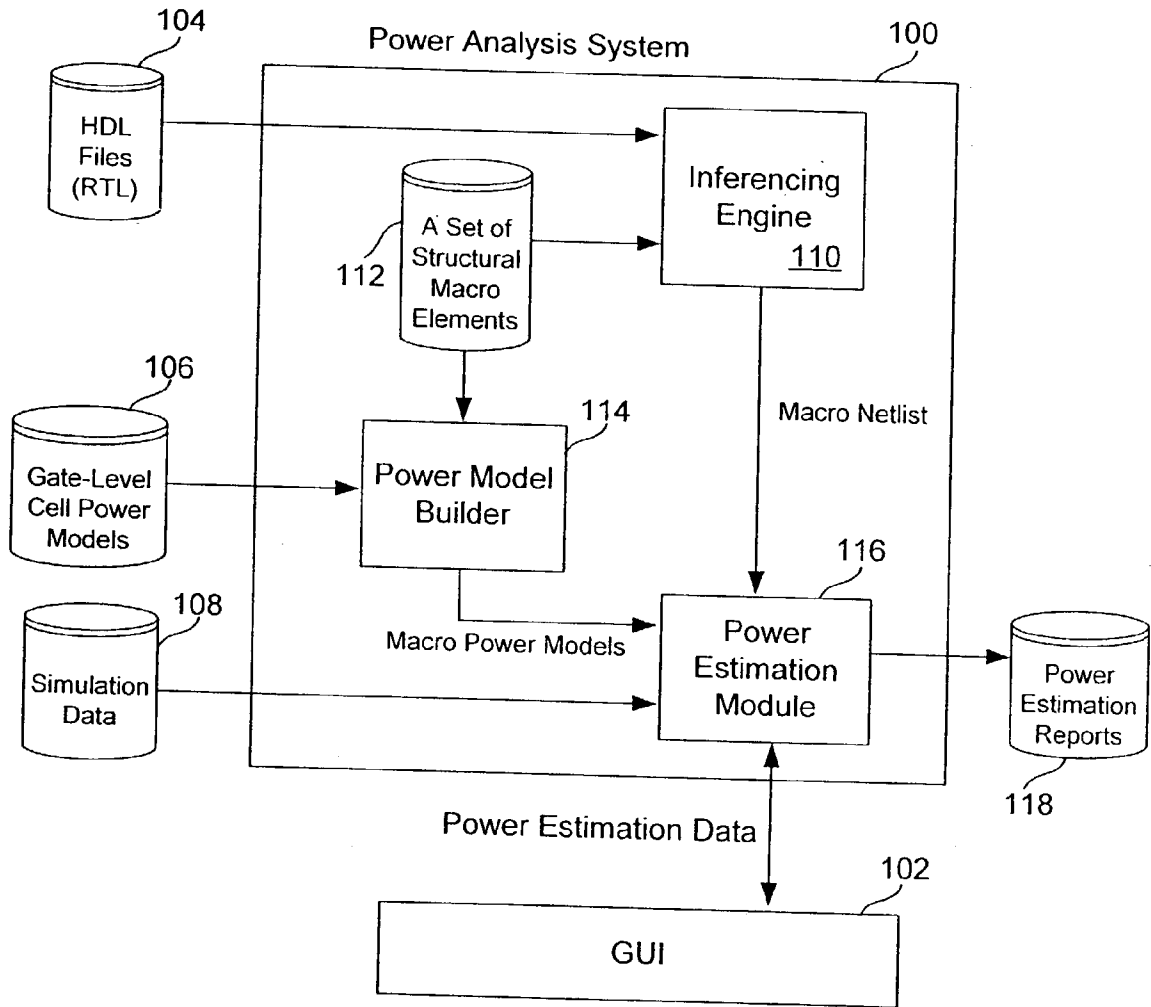 104
Power Analysis System
100
HDL
Files
(RTL)
Inferencing
Engine
110
A Set of
Structural
Macro
Elements
112
106
114
Macro Netlist
Gate-Level
Cell Power
Models
Power Model
Builder
116
108
Macro Power Models
Simulation
Data
Power
Estimation
Module
Power
Estimation
Reports
118
Power Estimation Data
102
GUI